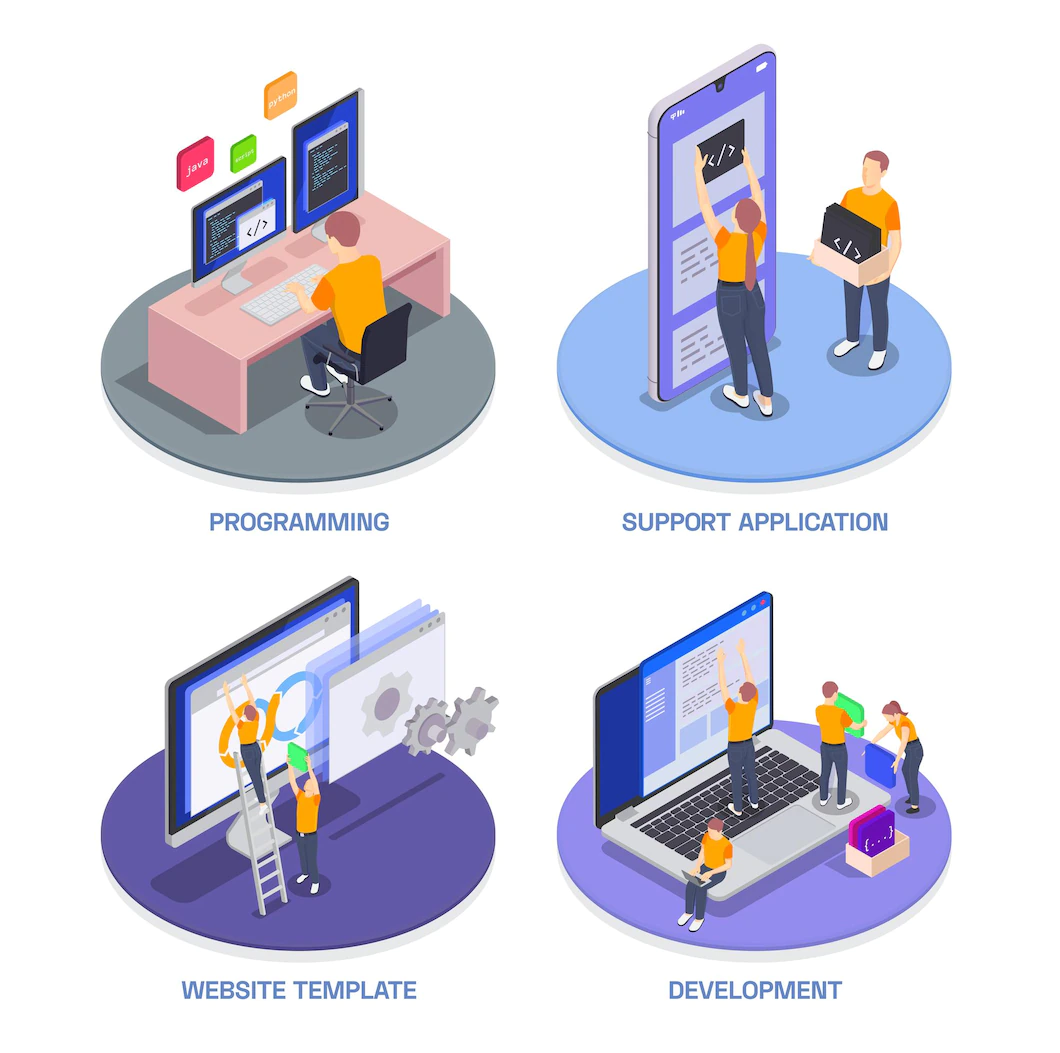 python
java
script
</>
</>
</>
PROGRAMMING
SUPPORT APPLICATION
{...}
WEBSITE TEMPLATE
DEVELOPMENT